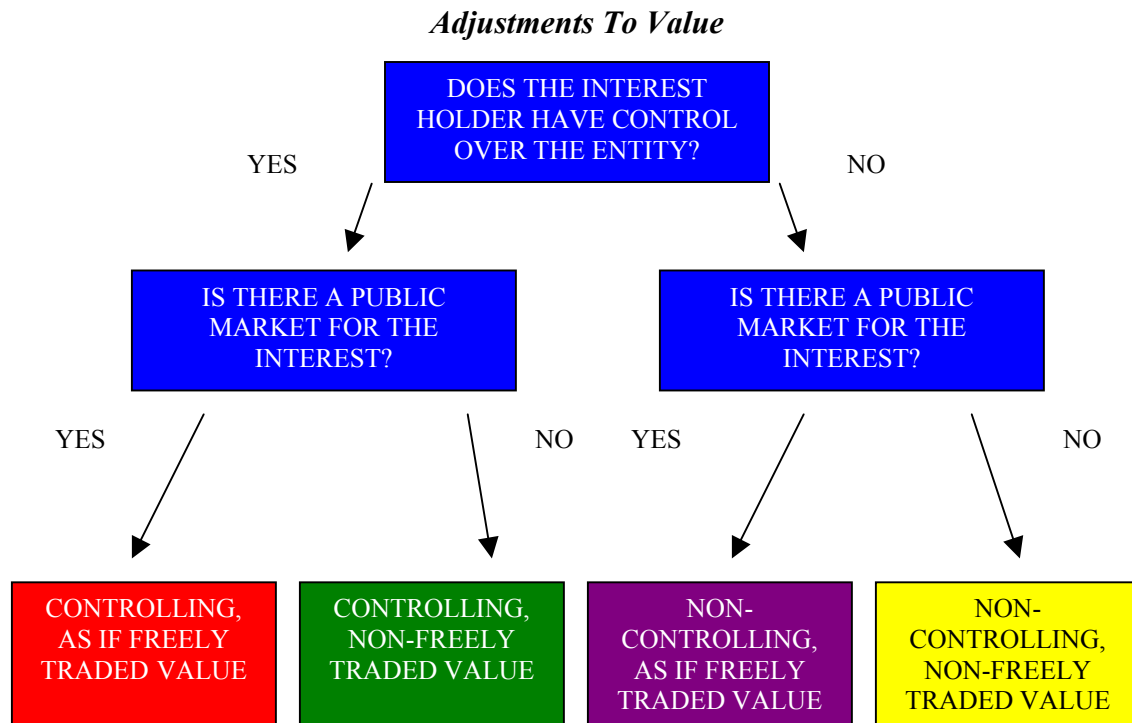 Adjustments To Value
DOES THE INTEREST
HOLDER HAVE CONTROL
OVER THE ENTITY?
YES
NO
IS THERE A PUBLIC
MARKET FOR THE
INTEREST?
IS THERE A PUBLIC
MARKET FOR THE
INTEREST?
YES
NO
YES
NO
CONTROLLING,
AS IF FREELY
TRADED VALUE
CONTROLLING,
NON-FREELY
TRADED VALUE
NON-
CONTROLLING,
AS IF FREELY
TRADED VALUE
NON-
CONTROLLING,
NON-FREELY
TRADED VALUE